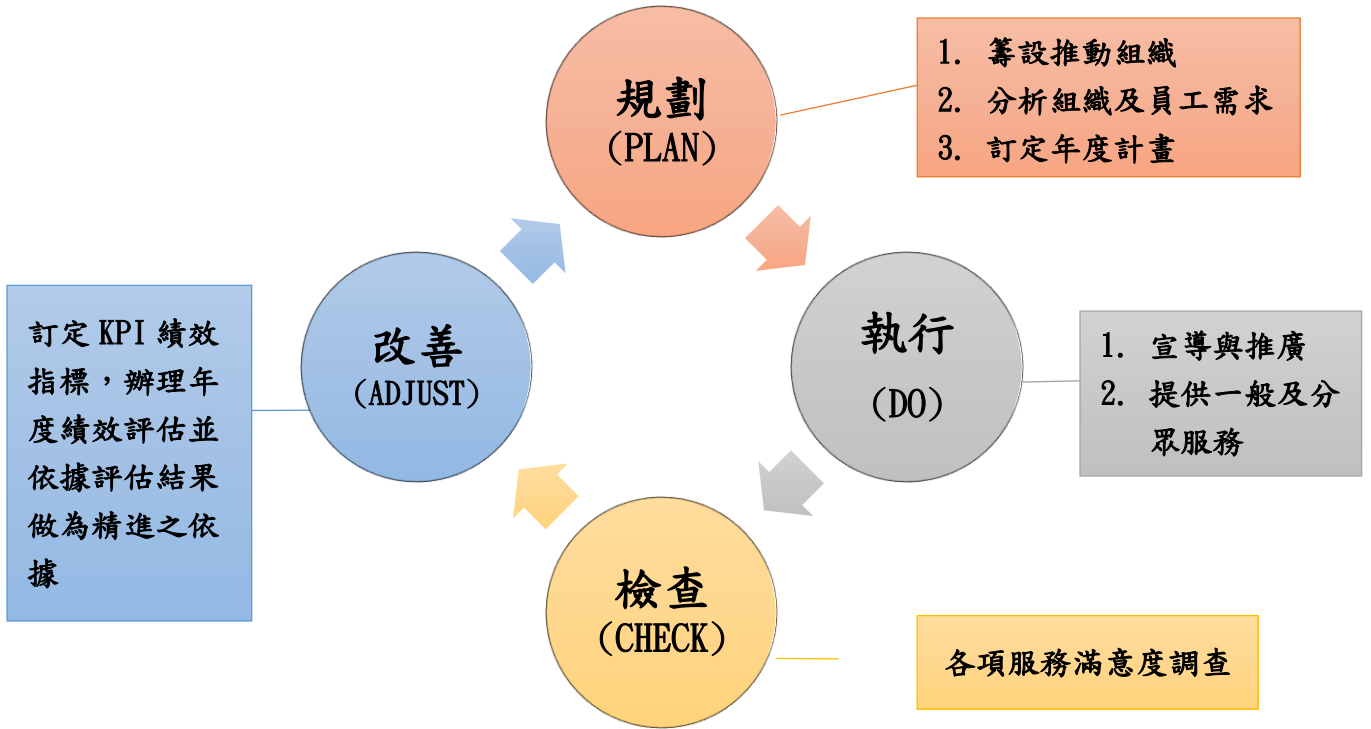 規劃
(PLAN)
1. 籌設推動組織
2. 分析組織及員工需求
3. 訂定年度計畫
執行
(DO)
1. 宣導與推廣
2. 提供一般及分
眾服務
檢查
(CHECK)
各項服務滿意度調查
改善
(ADJUST)
訂定 KPI 績效
指標，辦理年
度績效評估並
依據評估結果
做為精進之依
據